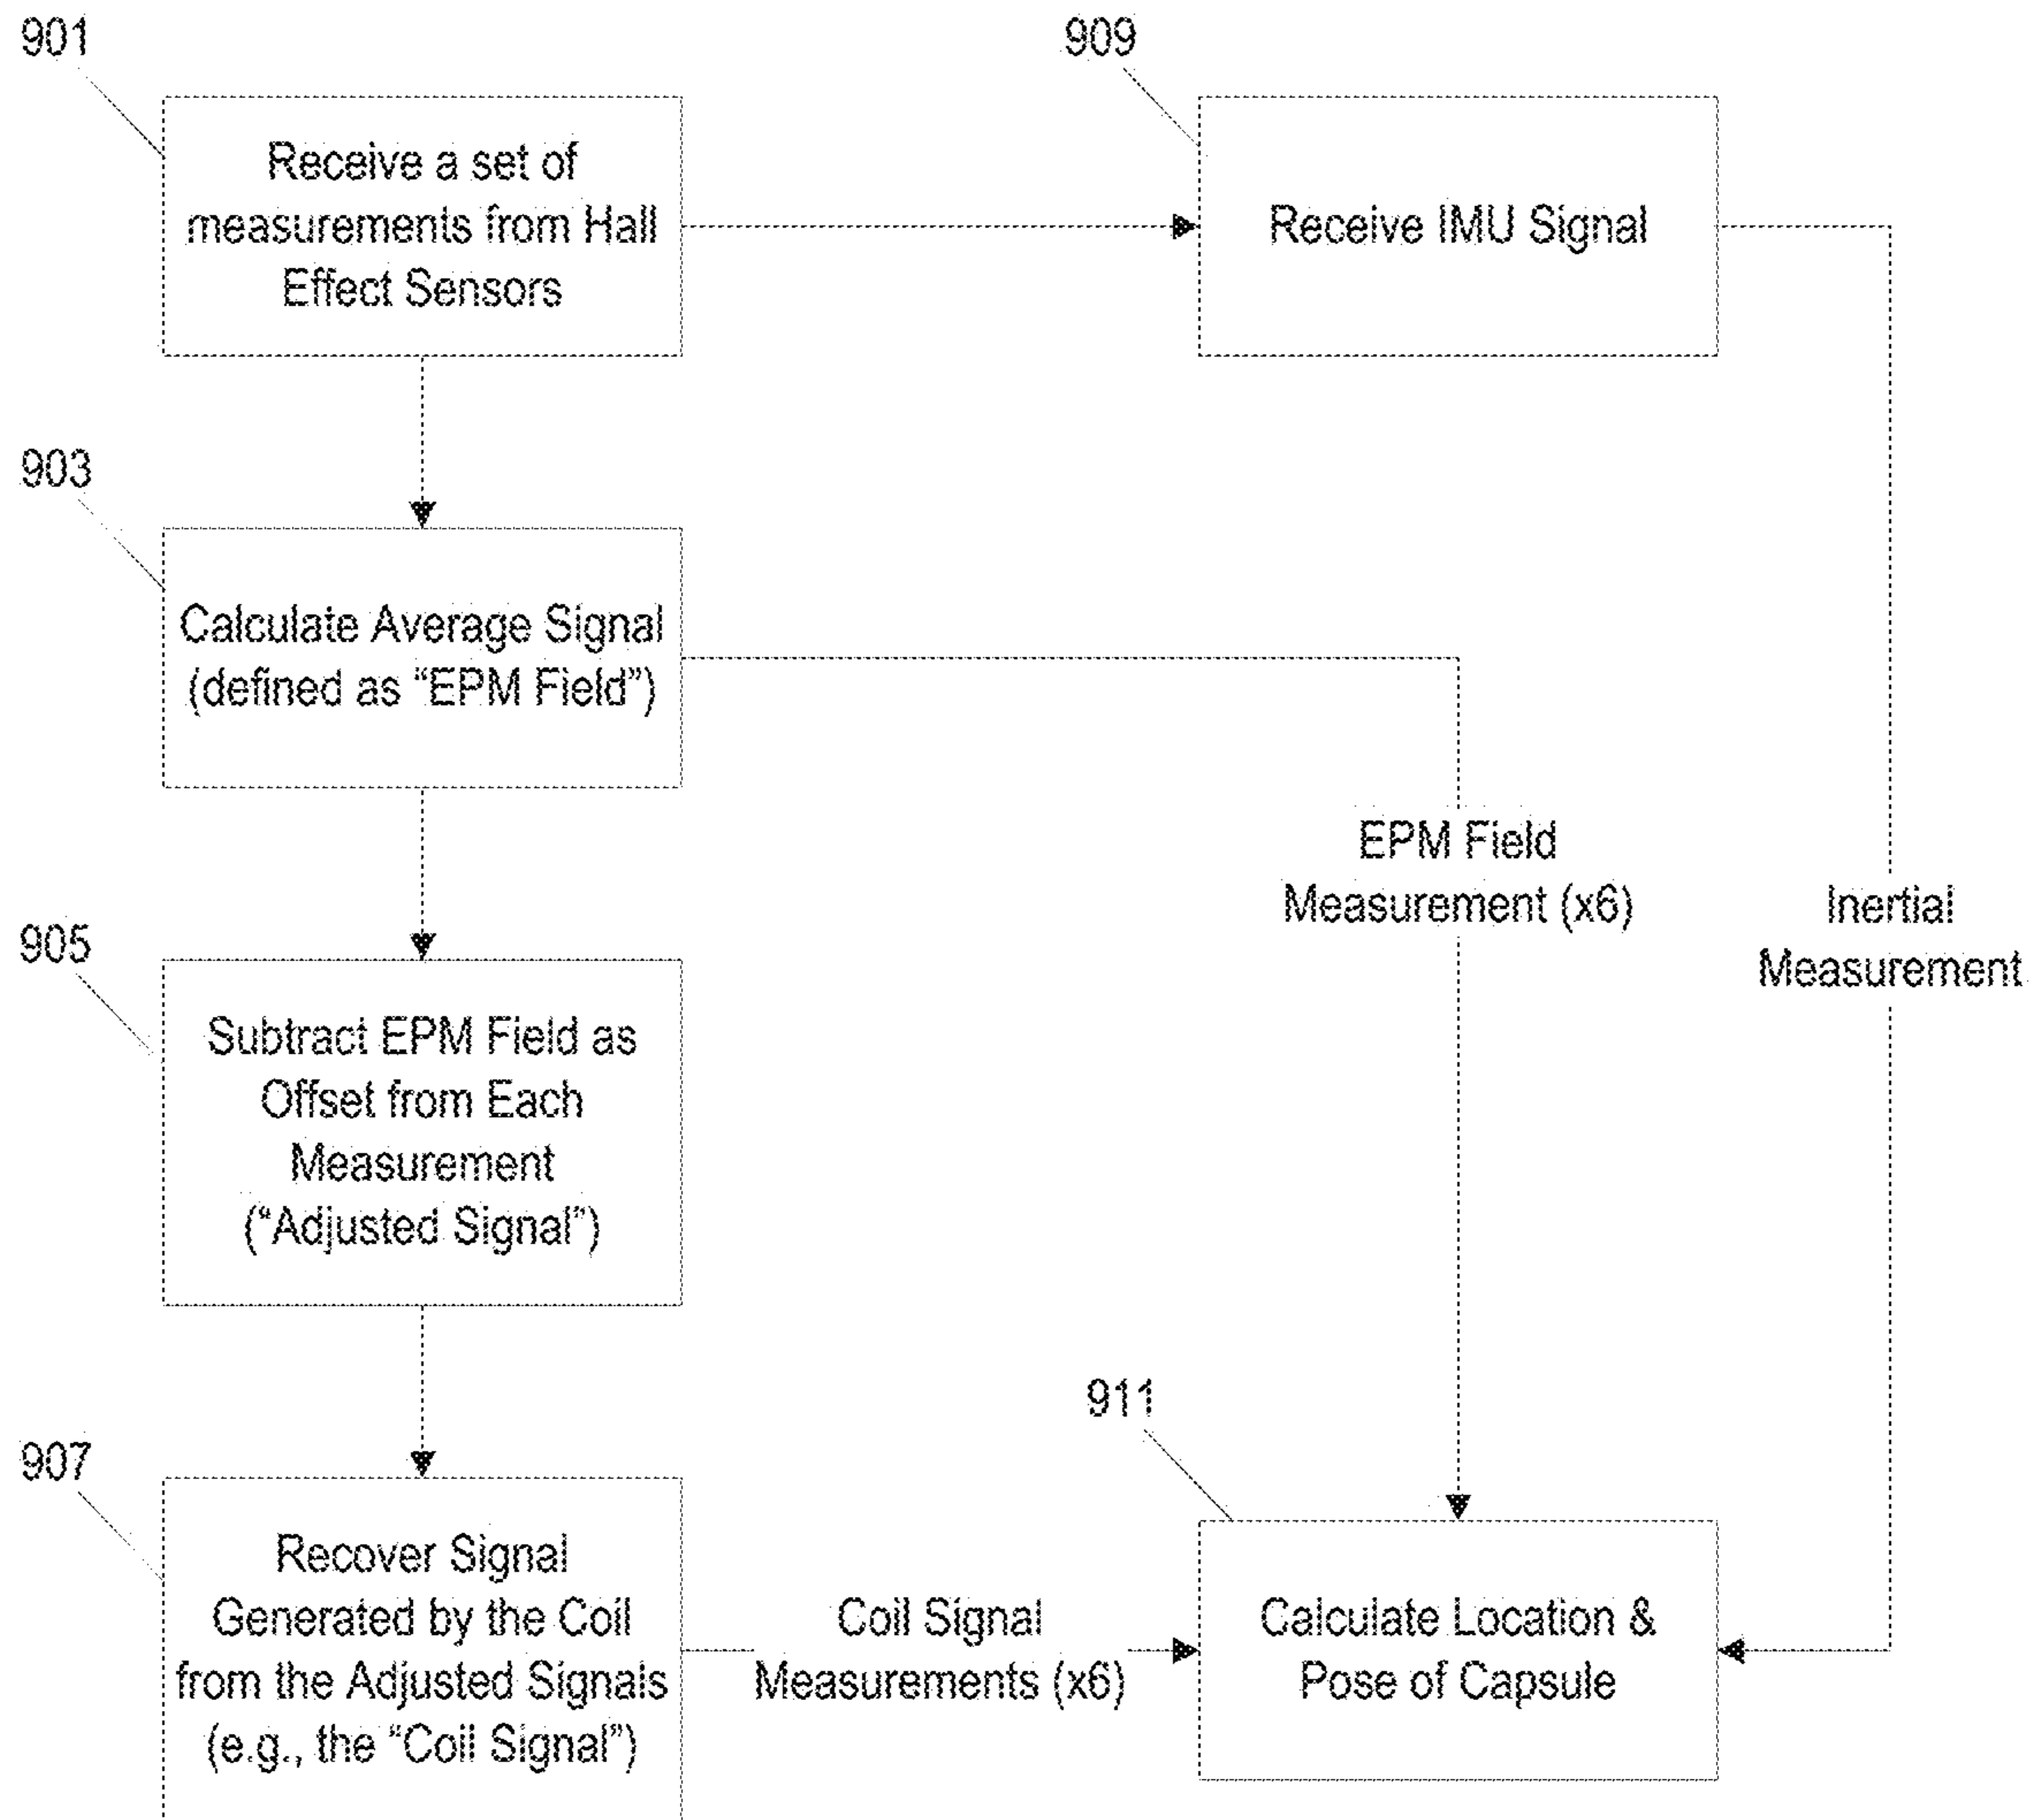 901
Receive a set of
measurements from Hall
Effect Sensors
909
Receive IMU Signal
903
Calculate Average Signal
(defined as “EPM Field”)
EPM Field
Measurement (x6)
Inertial
Measurement
905
Subtract EPM Field as
Offset from Each
Measurement
(“Adjusted Signal”)
907
Recover Signal
Generated by the Coil
from the Adjusted Signals
(e.g., the “Coil Signal”)
Coil Signal
Measurements (x6)
911
Calculate Location &
Pose of Capsule